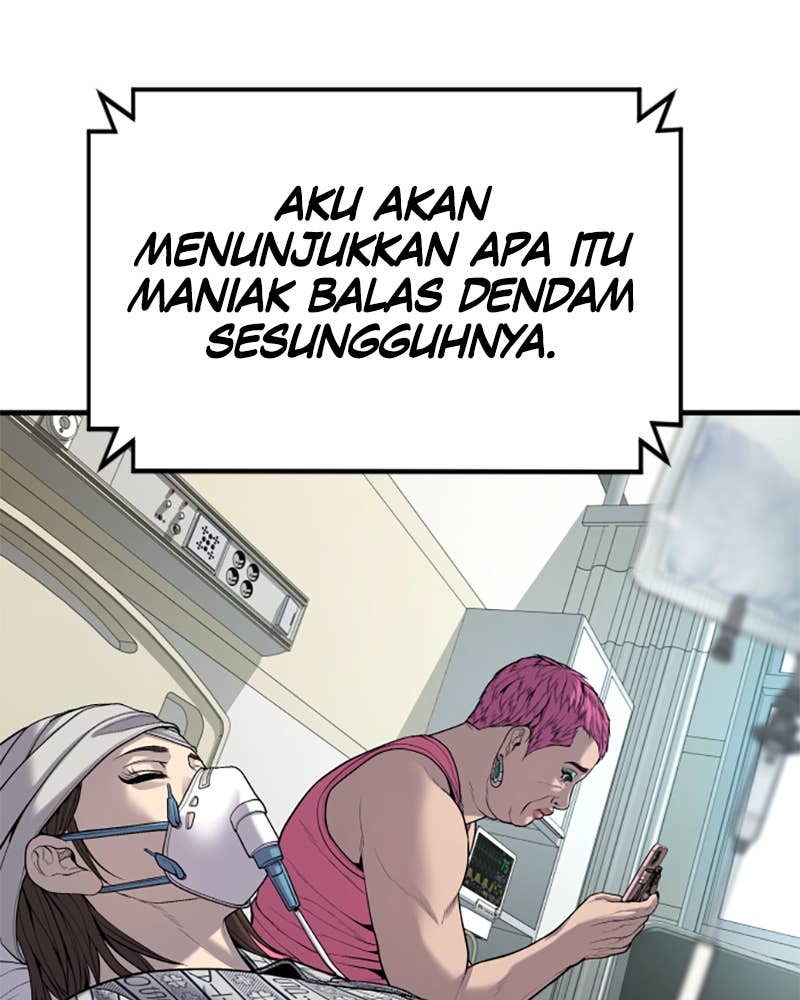 AKU AKAN
MENUNJUKKAN APA ITU
MANIAK BALAS DENDAM
SESUNGGUHNYA.